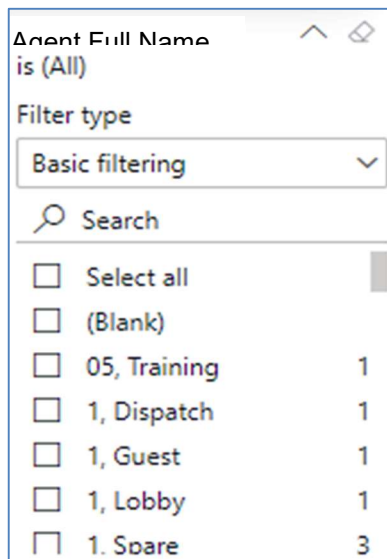 Agent Full Name
is (All)
Filter type
Basic filtering
Search
Select all
(Blank)
05, Training 1
1, Dispatch 1
1, Guest 1
1, Lobby 1
1, Spare 3